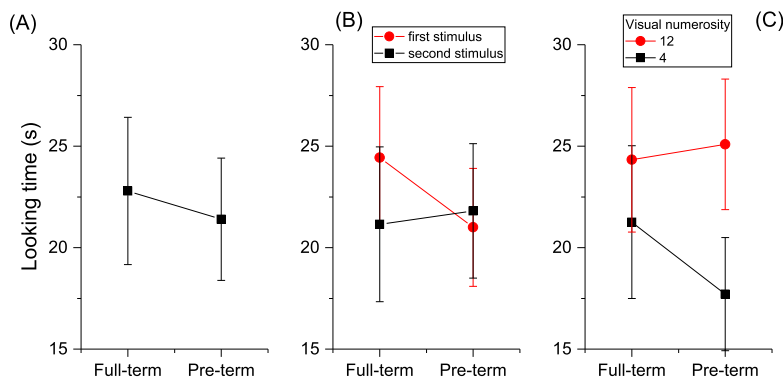 (A)
(B)
(C)
first stimulus
second stimulus
Visual numerosity
12
4
Looking time (s)
30
25
20
15
30
25
20
15
30
25
20
15
Full-term Pre-term
Full-term Pre-term
Full-term Pre-term